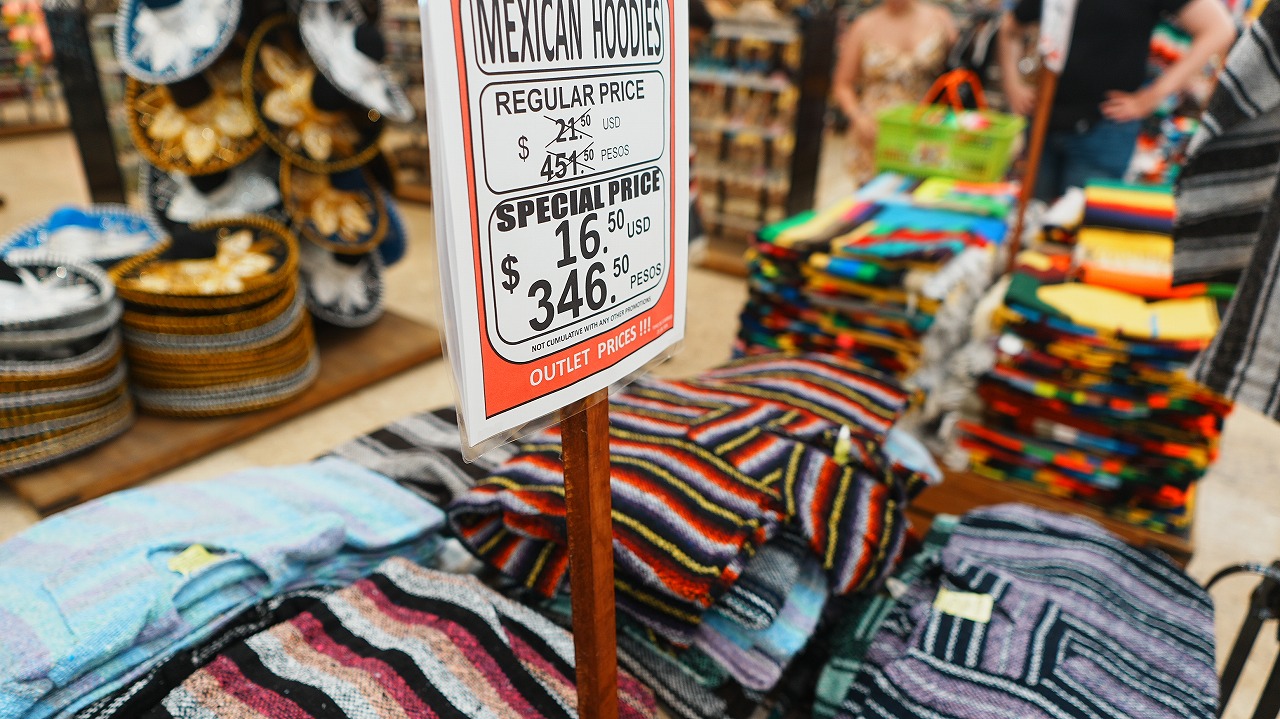 MEXICAN HOODIES
REGULAR PRICE
$ 21.50 USD
451.50 PESOS
SPECIAL PRICE
$ 16.50 USD
346.50 PESOS
NOT CUMULATIVE WITH ANY OTHER PROMOTIONS
OUTLET PRICES !!!